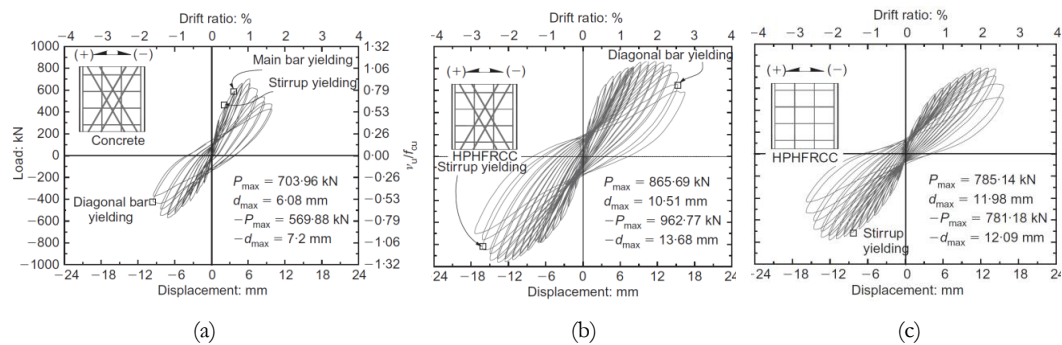 Drift ratio: %
−4 −3 −2 −1 0 1 2 3 4
(a)
1000
800
600
400
200
0
−200
−400
−600
−800
−1000
Load: kN
(+) (−)
Concrete
Main bar yielding
Stirrup yielding
Diagonal bar
yielding
Pmax = 703·96 kN
dmax = 6·08 mm
−Pmax = 569·88 kN
−dmax = 7·2 mm
1·32
1·06
0·79
0·53
0·26
0·00
−0·26
−0·53
−0·79
−1·06
−1·32
vu/fcu
−24 −18 −12 −6 0 6 12 18 24
Displacement: mm
(a)
Drift ratio: %
−4 −3 −2 −1 0 1 2 3 4
(b)
Diagonal bar yielding
(+) (−)
HPHFRCC
Stirrup yielding
Pmax = 865·69 kN
dmax = 10·51 mm
−Pmax = 962·77 kN
−dmax = 13·68 mm
−24 −18 −12 −6 0 6 12 18 24
Displacement: mm
(b)
Drift ratio: %
−4 −3 −2 −1 0 1 2 3 4
(c)
(+) (−)
HPHFRCC
Pmax = 785·14 kN
dmax = 11·98 mm
−Pmax = 781·18 kN
−dmax = 12·09 mm
Stirrup
yielding
−24 −18 −12 −6 0 6 12 18 24
Displacement: mm
(c)